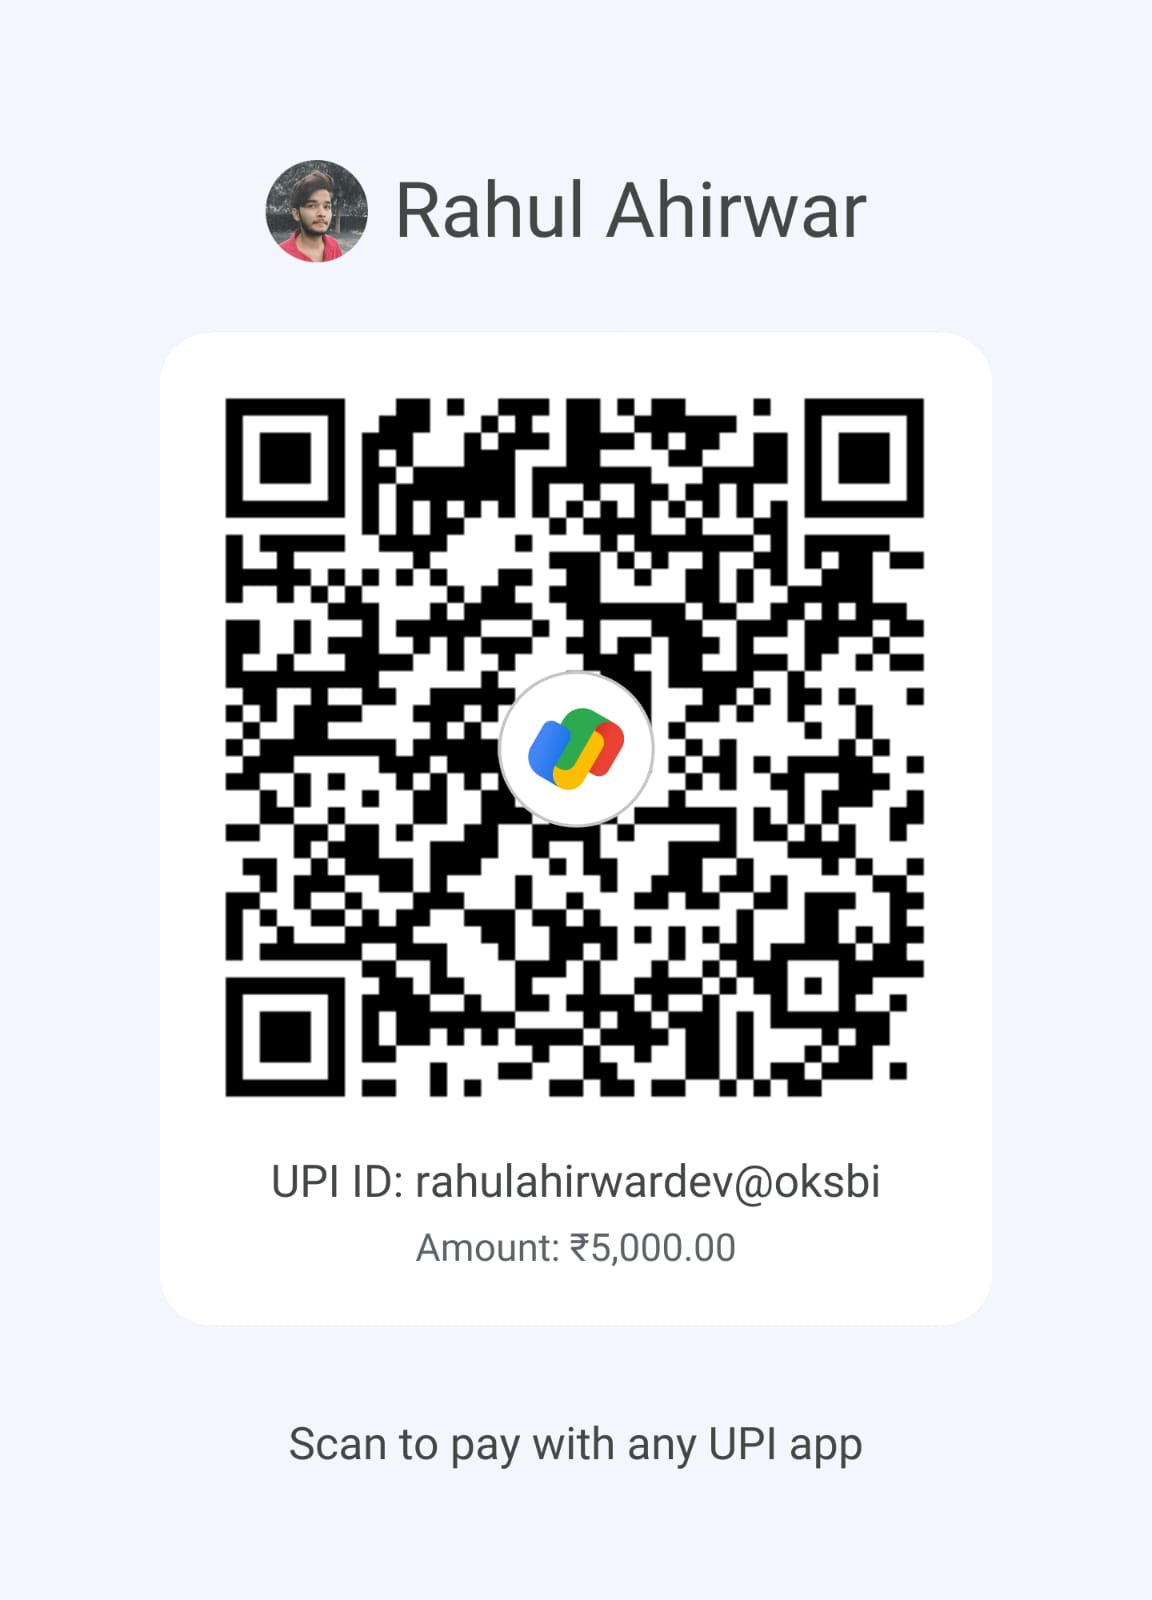 Rahul Ahirwar
UPI ID: rahulahirwardev@oksbi
Amount: ₹5,000.00
Scan to pay with any UPI app